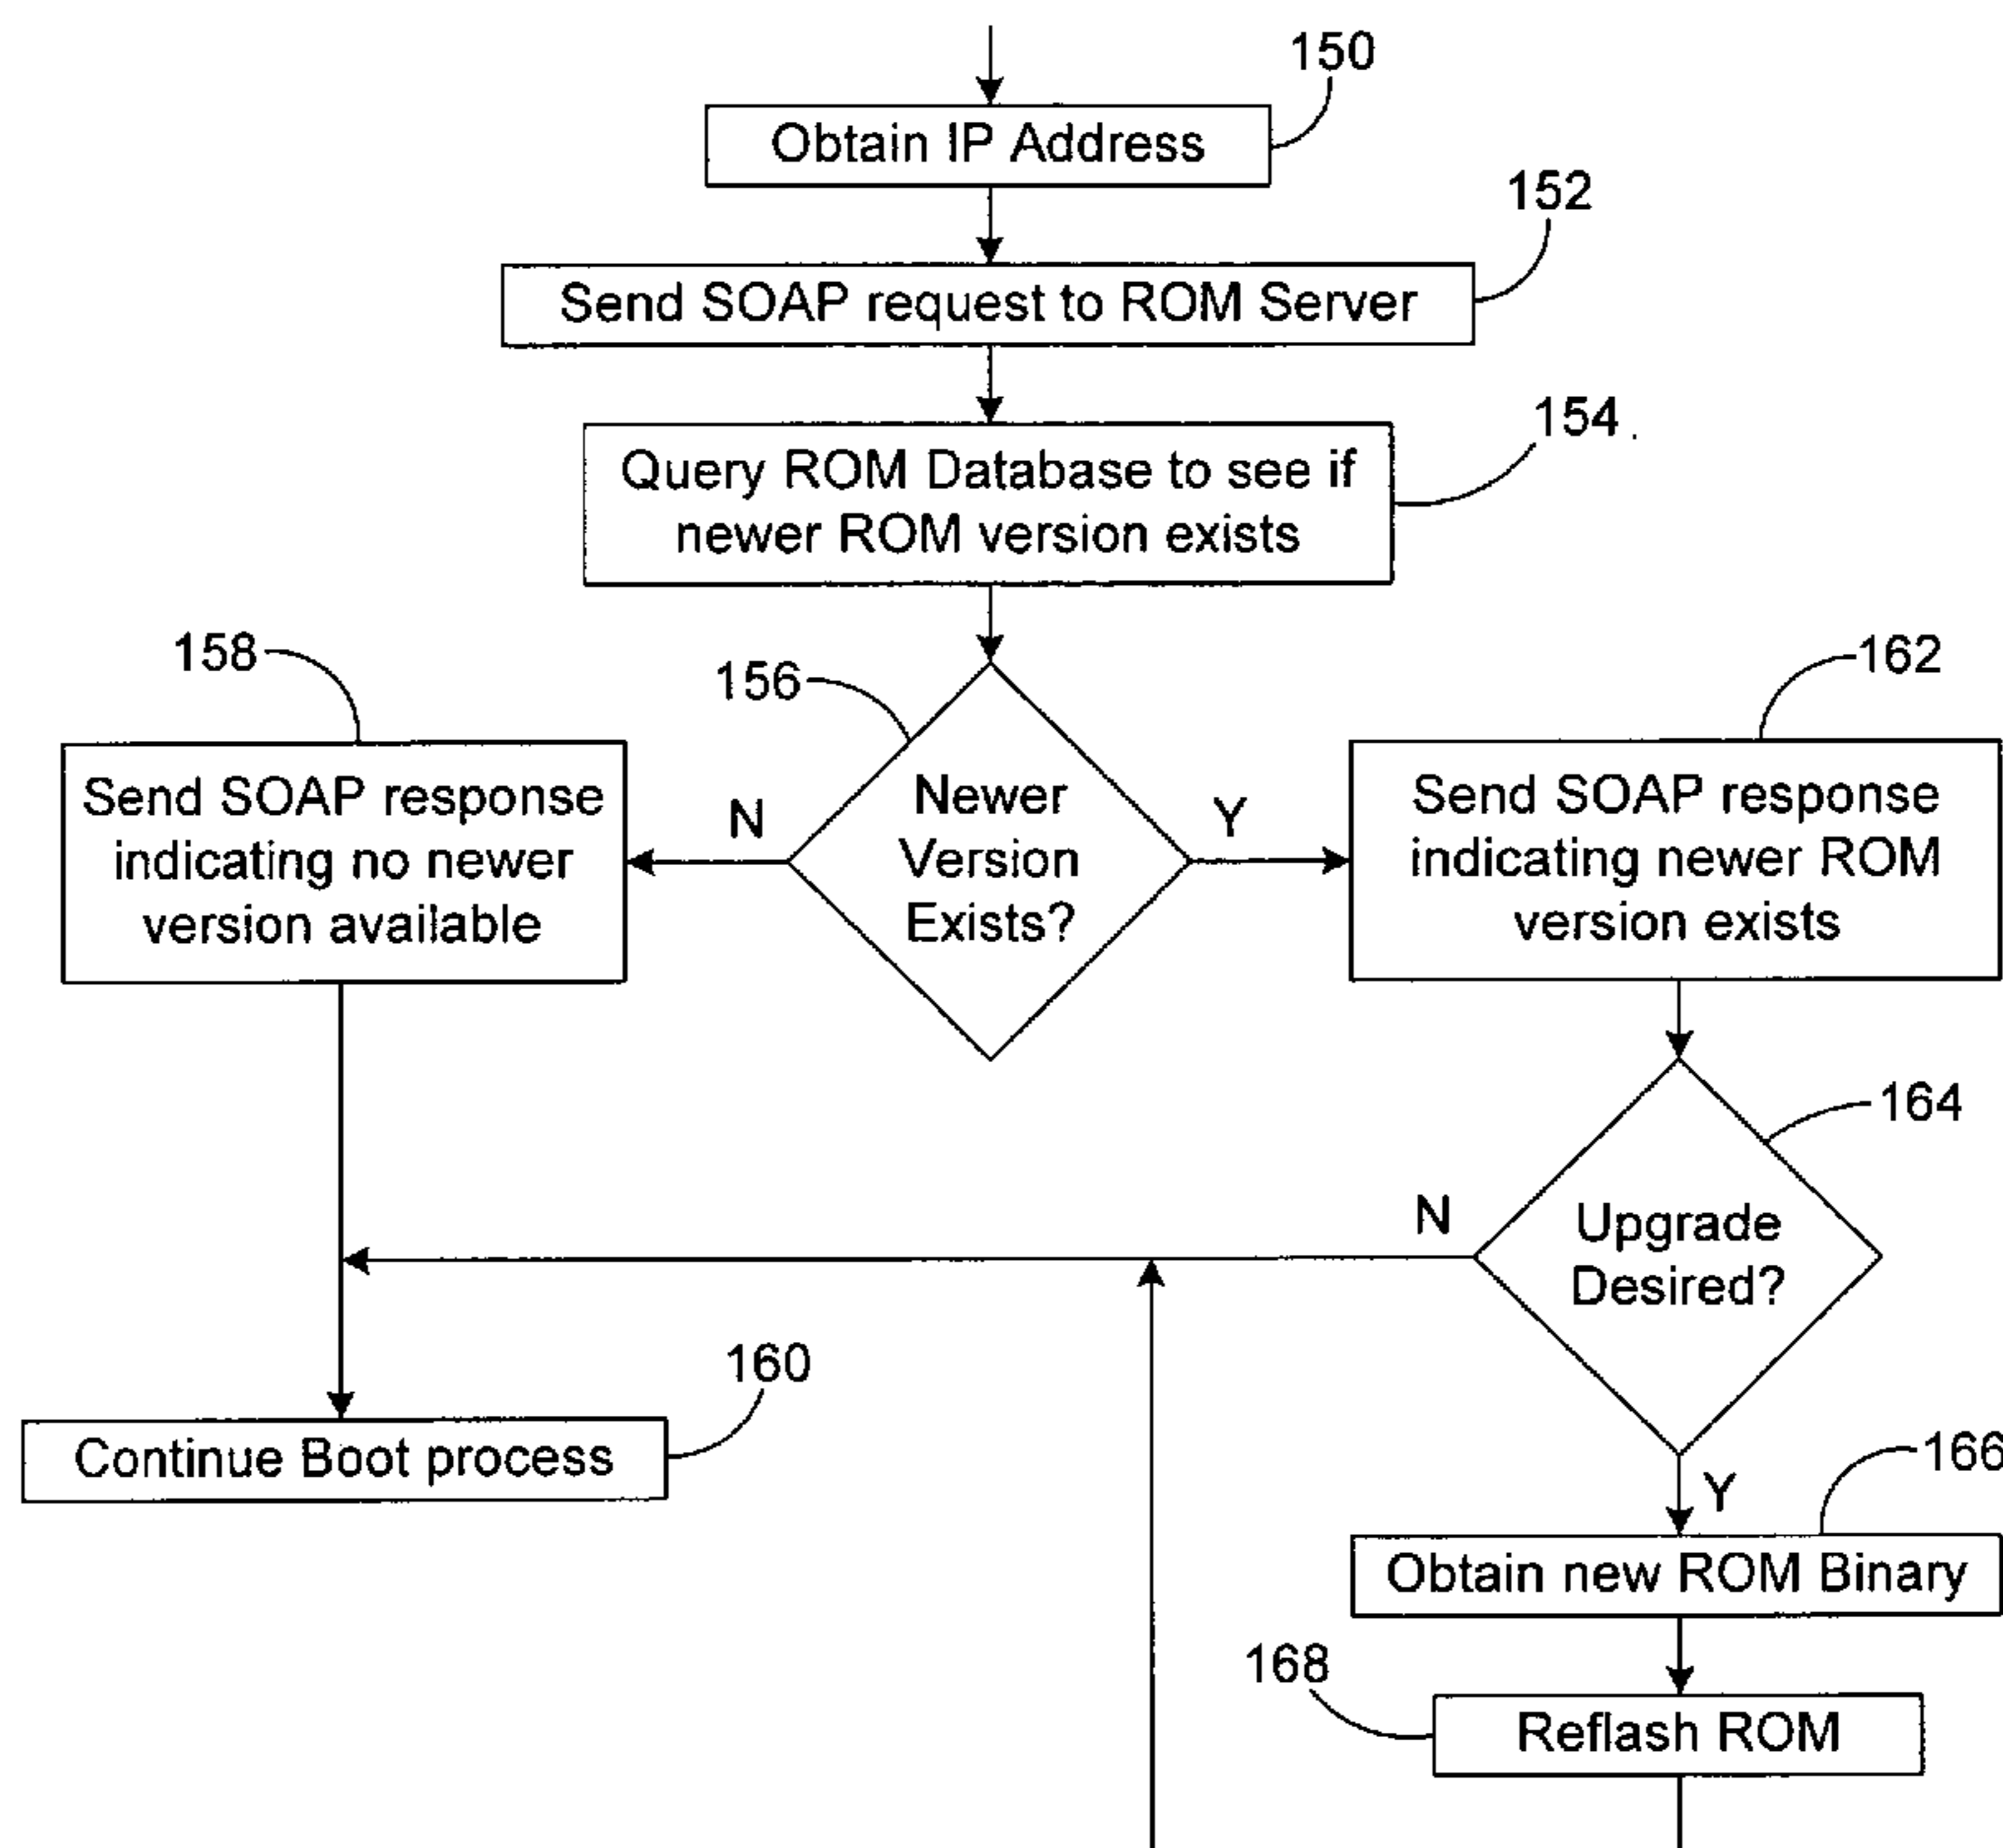 150
Obtain IP Address
152
Send SOAP request to ROM Server
154
Query ROM Database to see if
newer ROM version exists
158
156
162
Send SOAP response
indicating no newer
version available
N
Newer
Version
Exists?
Y
Send SOAP response
indicating newer ROM
version exists
164
N
Upgrade
Desired?
160
Continue Boot process
Y
166
Obtain new ROM Binary
168
Reflash ROM